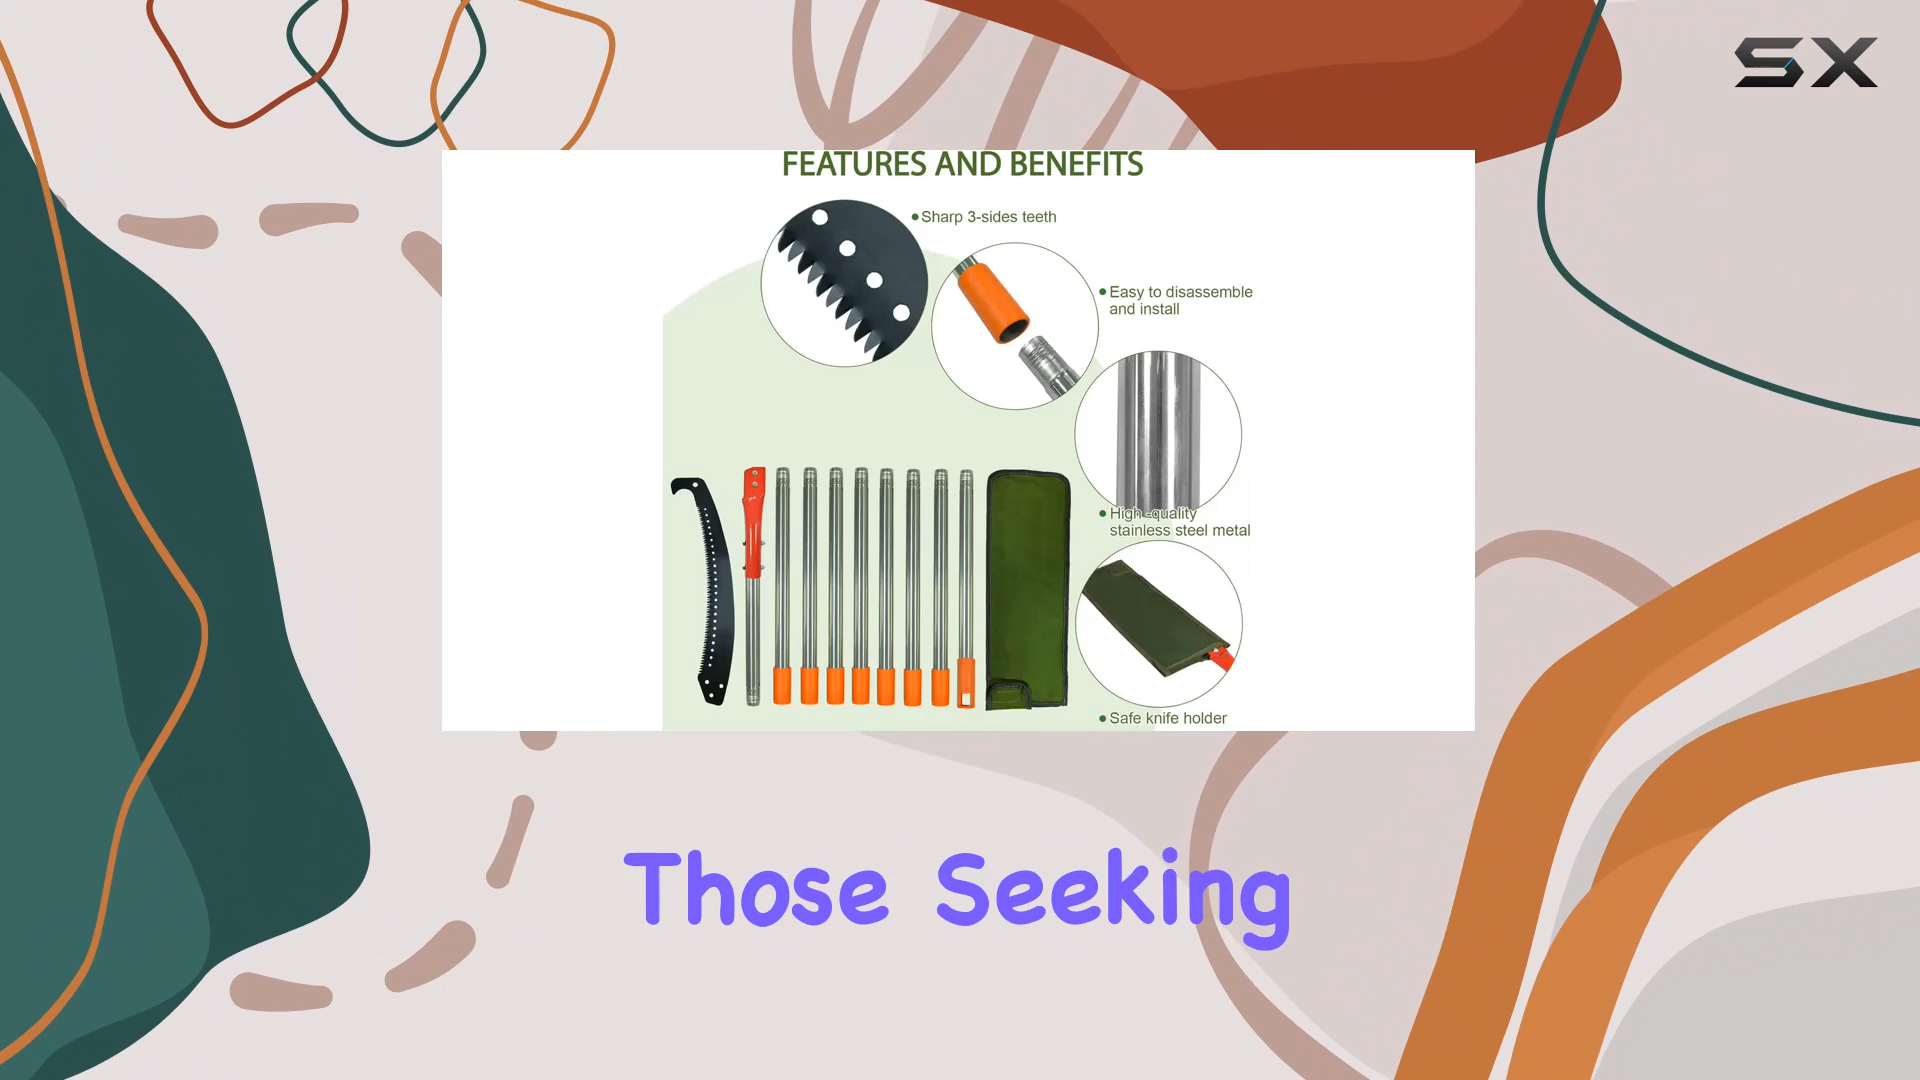 SX
FEATURES AND BENEFITS
Sharp 3-sides teeth
Easy to disassemble
and install
High -quality
stainless steel metal
Safe knife holder
Those Seeking